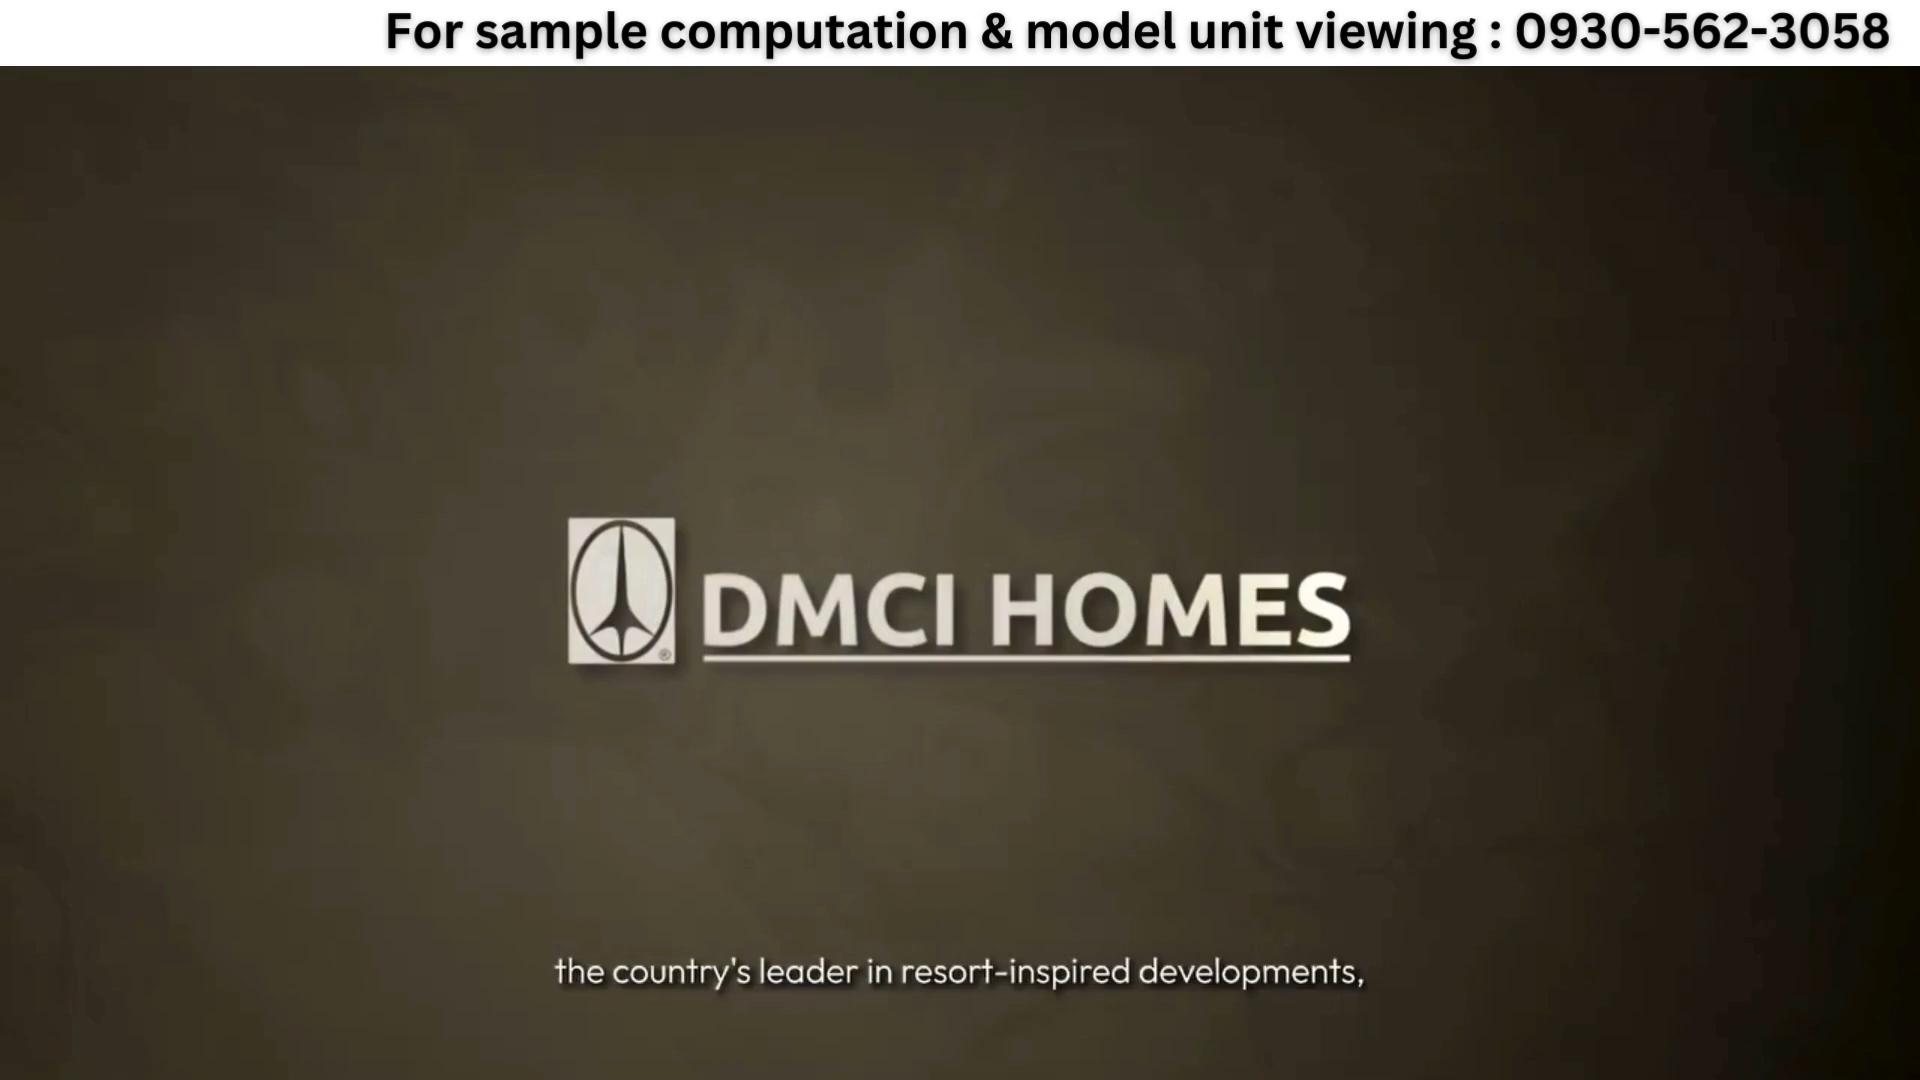 For sample computation & model unit viewing : 0930-562-3058
DMCI HOMES
®
the country's leader in resort-inspired developments,